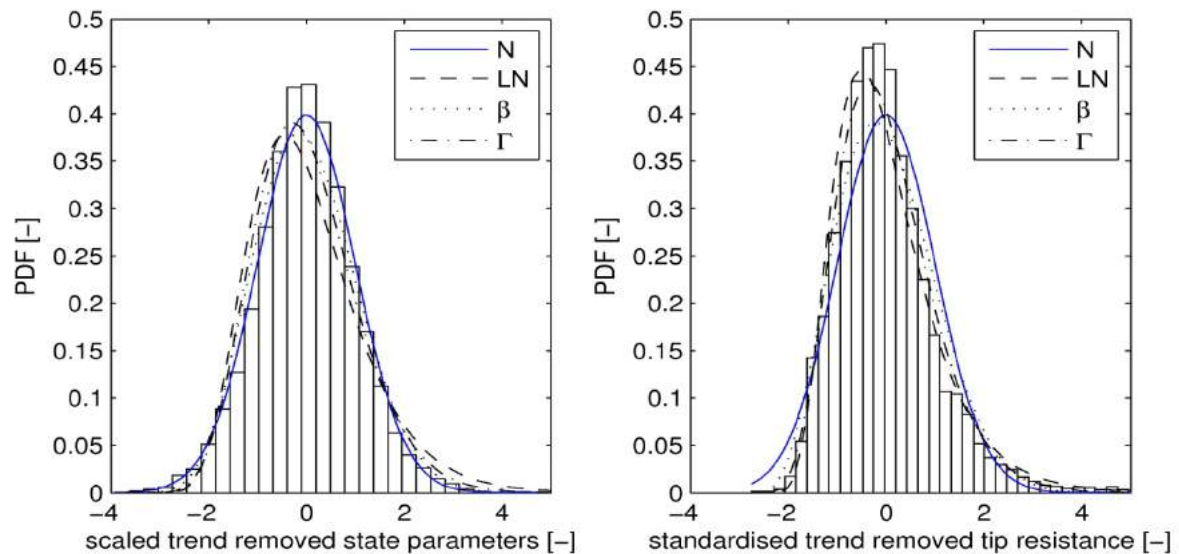 0.5
0.45
0.4
0.35
0.3
0.25
0.2
0.15
0.1
0.05
0
PDF [−]
−4 −2 0 2 4
scaled trend removed state parameters [−]
N
LN
β
Γ
0.5
0.45
0.4
0.35
0.3
0.25
0.2
0.15
0.1
0.05
0
PDF [−]
−4 −2 0 2 4
standardised trend removed tip resistance [−]
N
LN
β
Γ